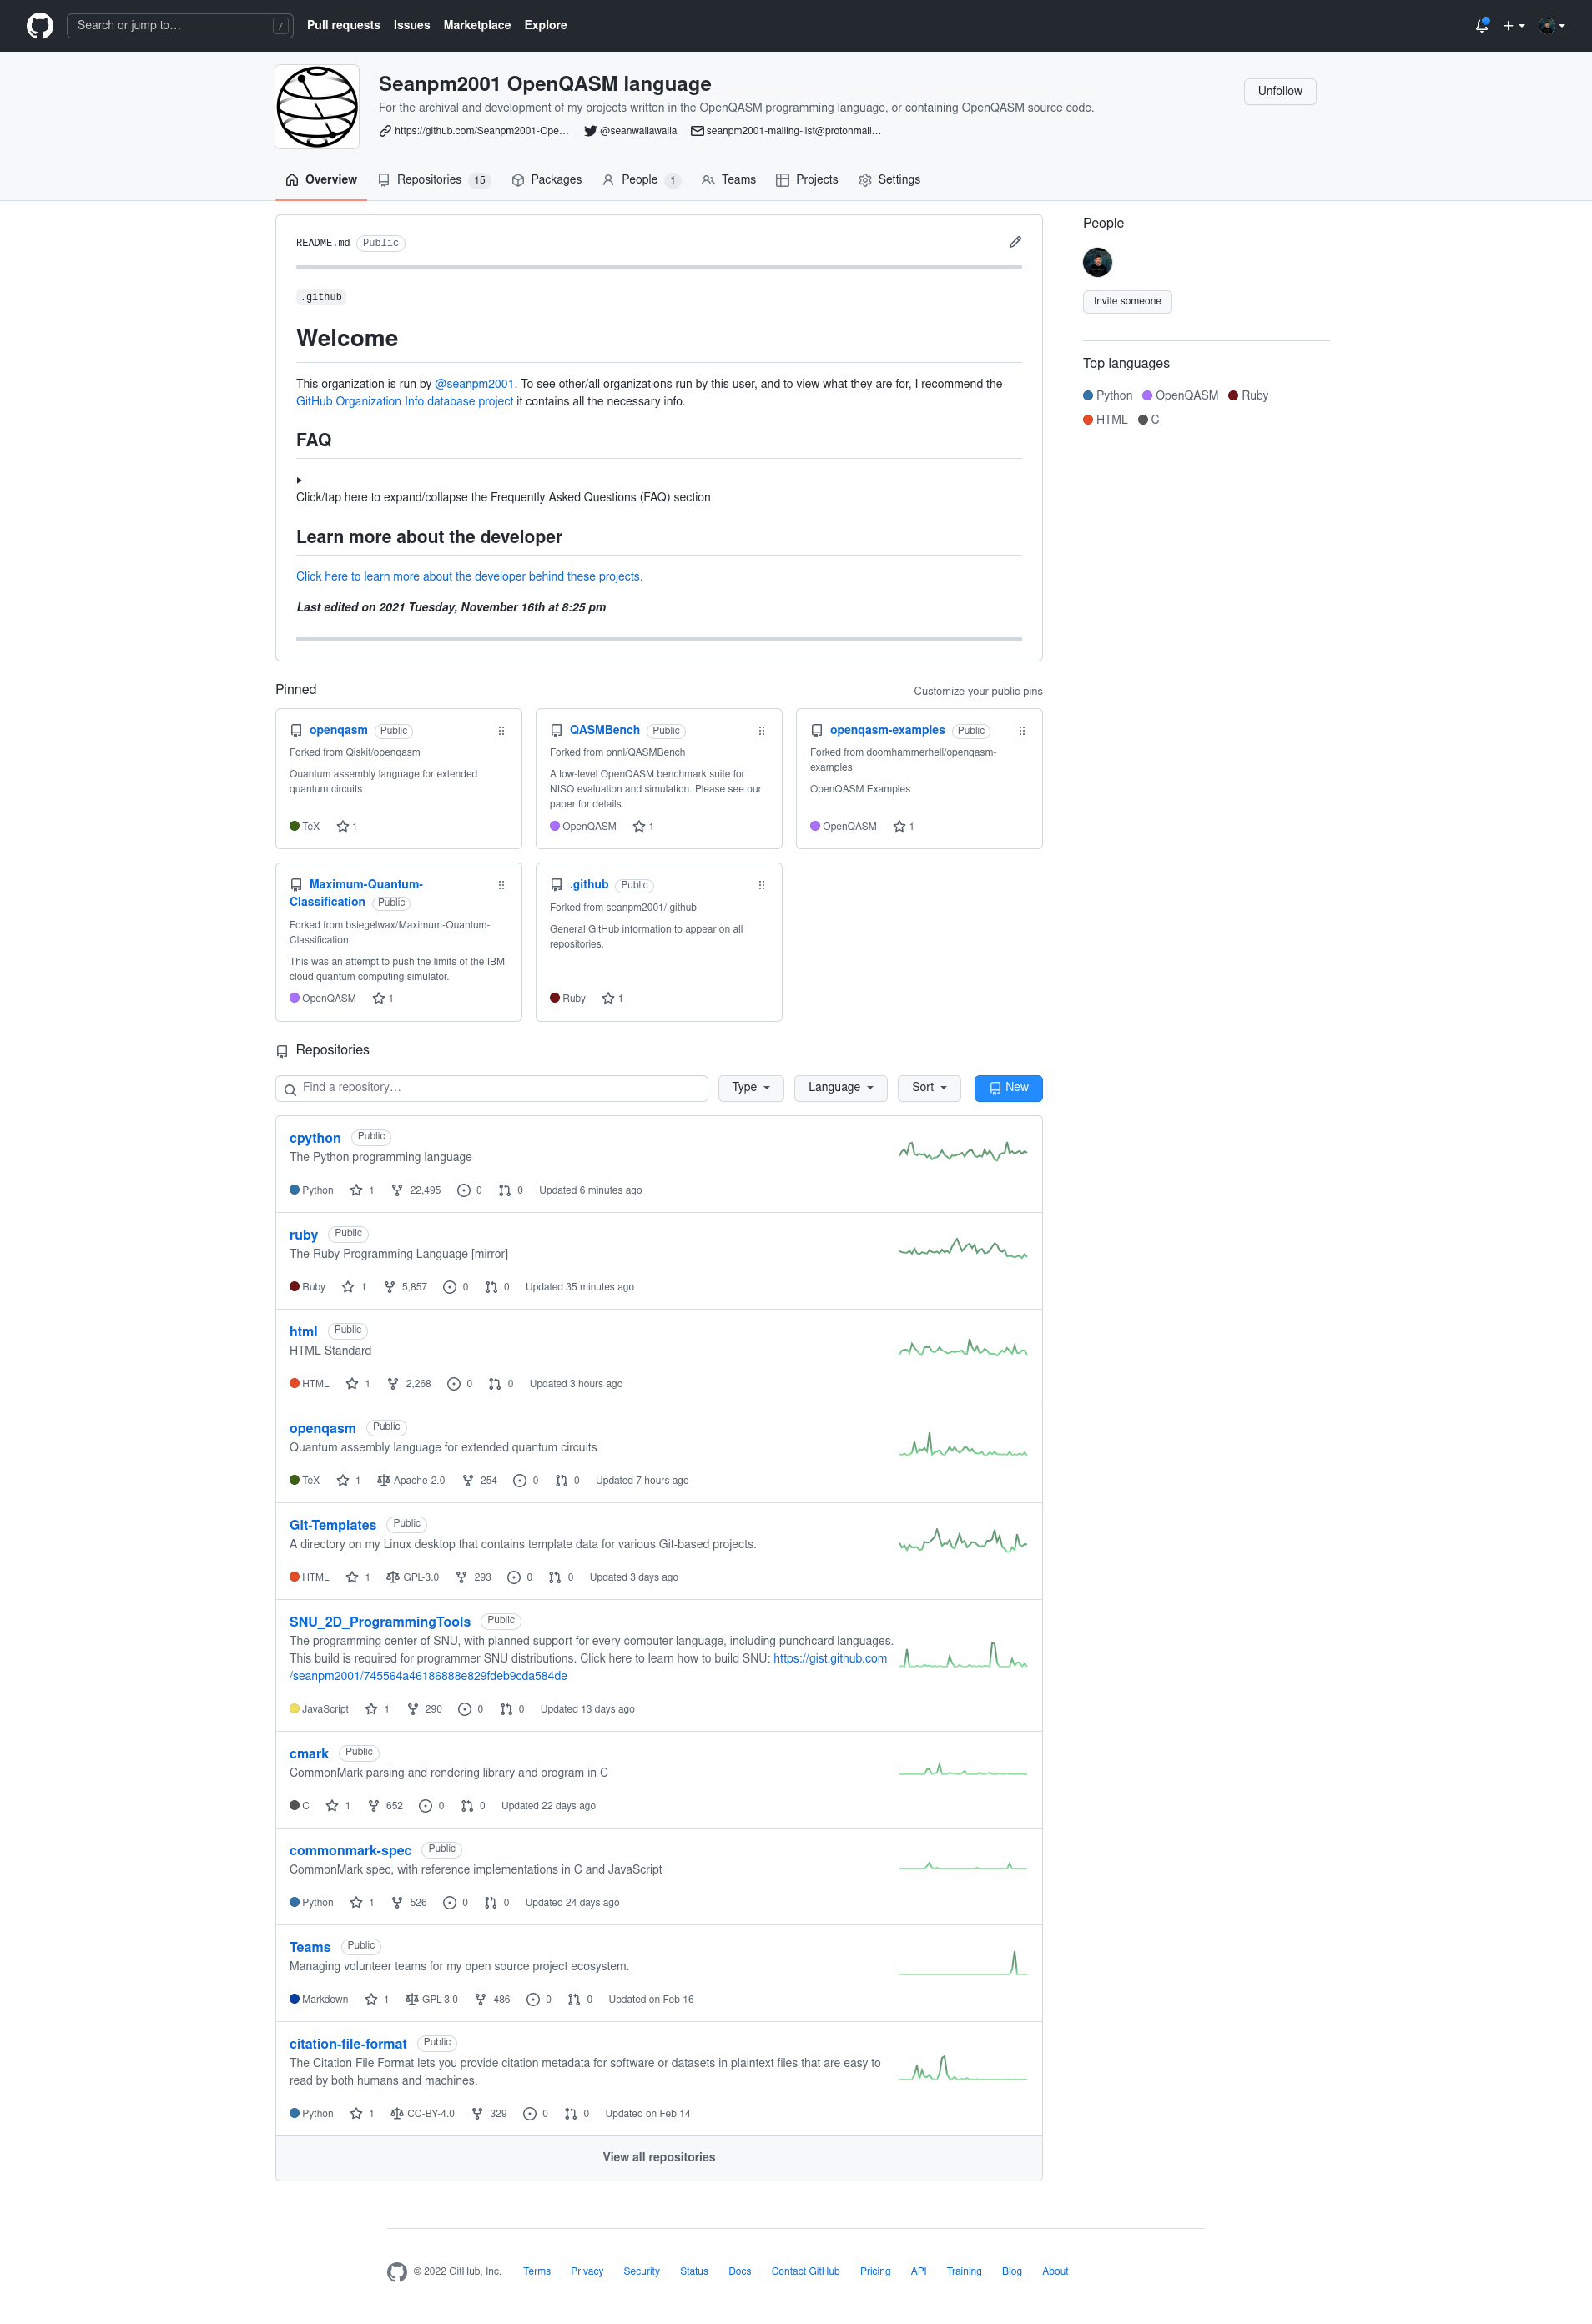 Search or jump to… /
Pull requests Issues Marketplace Explore
Seanpm2001 OpenQASM language
For the archival and development of my projects written in the OpenQASM programming language, or containing OpenQASM source code.
https://github.com/Seanpm2001-Ope… @seanwallawalla seanpm2001-mailing-list@protonmail…
Unfollow
Overview Repositories 15 Packages People 1 Teams Projects Settings
README.md Public
.github
Welcome
This organization is run by @seanpm2001. To see other/all organizations run by this user, and to view what they are for, I recommend the
GitHub Organization Info database project it contains all the necessary info.
FAQ
Click/tap here to expand/collapse the Frequently Asked Questions (FAQ) section
Learn more about the developer
Click here to learn more about the developer behind these projects.
Last edited on 2021 Tuesday, November 16th at 8:25 pm
People
Invite someone
Top languages
Python OpenQASM Ruby
HTML C
Pinned
Customize your public pins
openqasm Public
Forked from Qiskit/openqasm
Quantum assembly language for extended
quantum circuits
TeX 1
QASMBench Public
Forked from pnnl/QASMBench
A low-level OpenQASM benchmark suite for
NISQ evaluation and simulation. Please see our
paper for details.
OpenQASM 1
openqasm-examples Public
Forked from doomhammerhell/openqasm-
examples
OpenQASM Examples
OpenQASM 1
Maximum-Quantum-
Classification Public
Forked from bsiegelwax/Maximum-Quantum-
Classification
This was an attempt to push the limits of the IBM
cloud quantum computing simulator.
OpenQASM 1
.github Public
Forked from seanpm2001/.github
General GitHub information to appear on all
repositories.
Ruby 1
Repositories
Find a repository… Type Language Sort New
cpython Public
The Python programming language
Python 1 22,495 0 0 Updated 6 minutes ago
ruby Public
The Ruby Programming Language [mirror]
Ruby 1 5,857 0 0 Updated 35 minutes ago
html Public
HTML Standard
HTML 1 2,268 0 0 Updated 3 hours ago
openqasm Public
Quantum assembly language for extended quantum circuits
TeX 1 Apache-2.0 254 0 0 Updated 7 hours ago
Git-Templates Public
A directory on my Linux desktop that contains template data for various Git-based projects.
HTML 1 GPL-3.0 293 0 0 Updated 3 days ago
SNU_2D_ProgrammingTools Public
The programming center of SNU, with planned support for every computer language, including punchcard languages.
This build is required for programmer SNU distributions. Click here to learn how to build SNU: https://gist.github.com
/seanpm2001/745564a46186888e829fdeb9cda584de
JavaScript 1 290 0 0 Updated 13 days ago
cmark Public
CommonMark parsing and rendering library and program in C
C 1 652 0 0 Updated 22 days ago
commonmark-spec Public
CommonMark spec, with reference implementations in C and JavaScript
Python 1 526 0 0 Updated 24 days ago
Teams Public
Managing volunteer teams for my open source project ecosystem.
Markdown 1 GPL-3.0 486 0 0 Updated on Feb 16
citation-file-format Public
The Citation File Format lets you provide citation metadata for software or datasets in plaintext files that are easy to
read by both humans and machines.
Python 1 CC-BY-4.0 329 0 0 Updated on Feb 14
View all repositories
© 2022 GitHub, Inc. Terms Privacy Security Status Docs Contact GitHub Pricing API Training Blog About